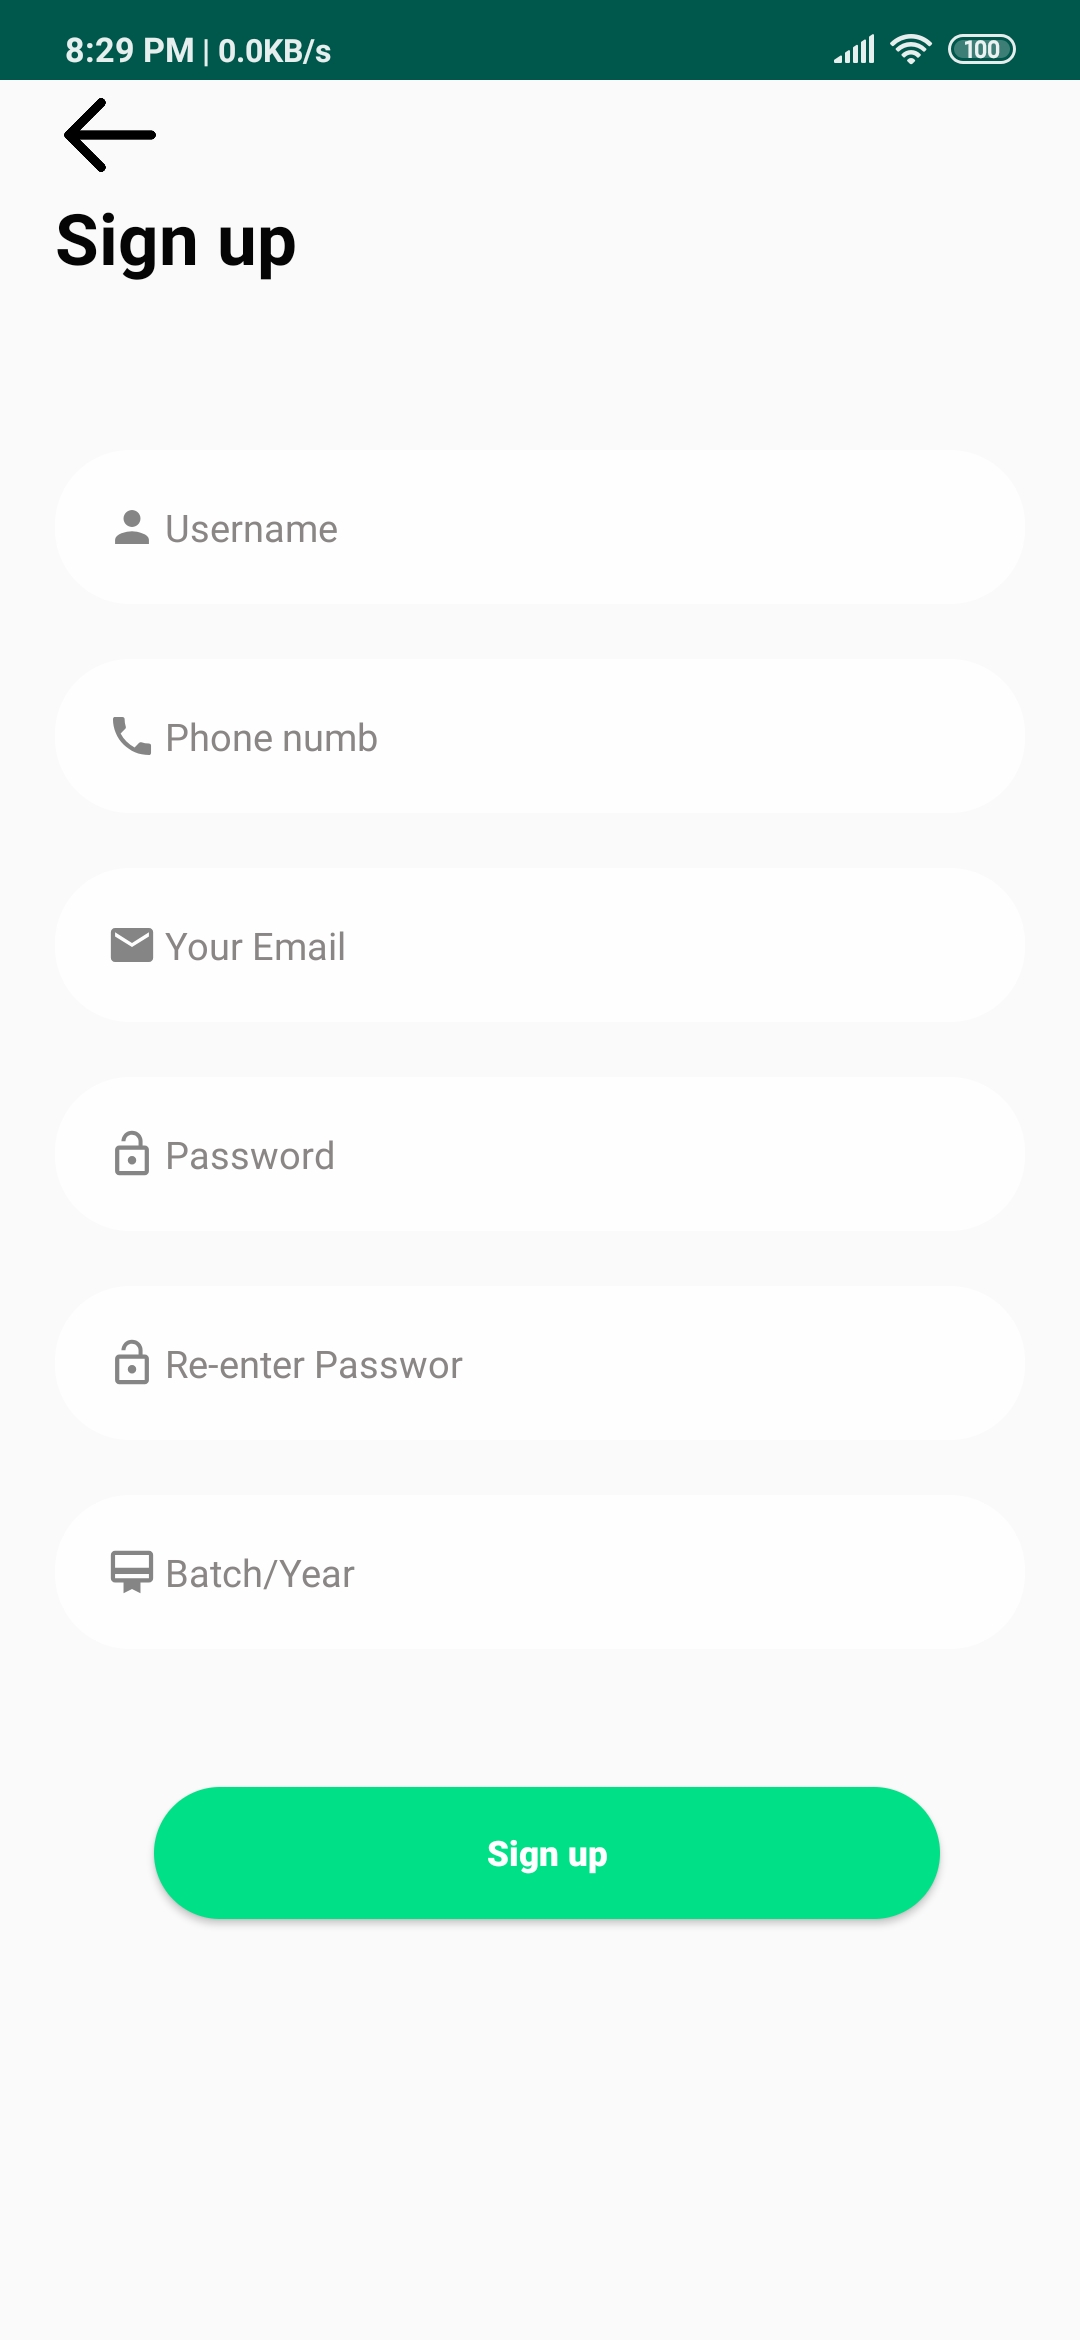 8:29 PM | 0.0KB/s 100
Sign up
Username
Phone numb
Your Email
Password
Re-enter Passwor
Batch/Year
Sign up